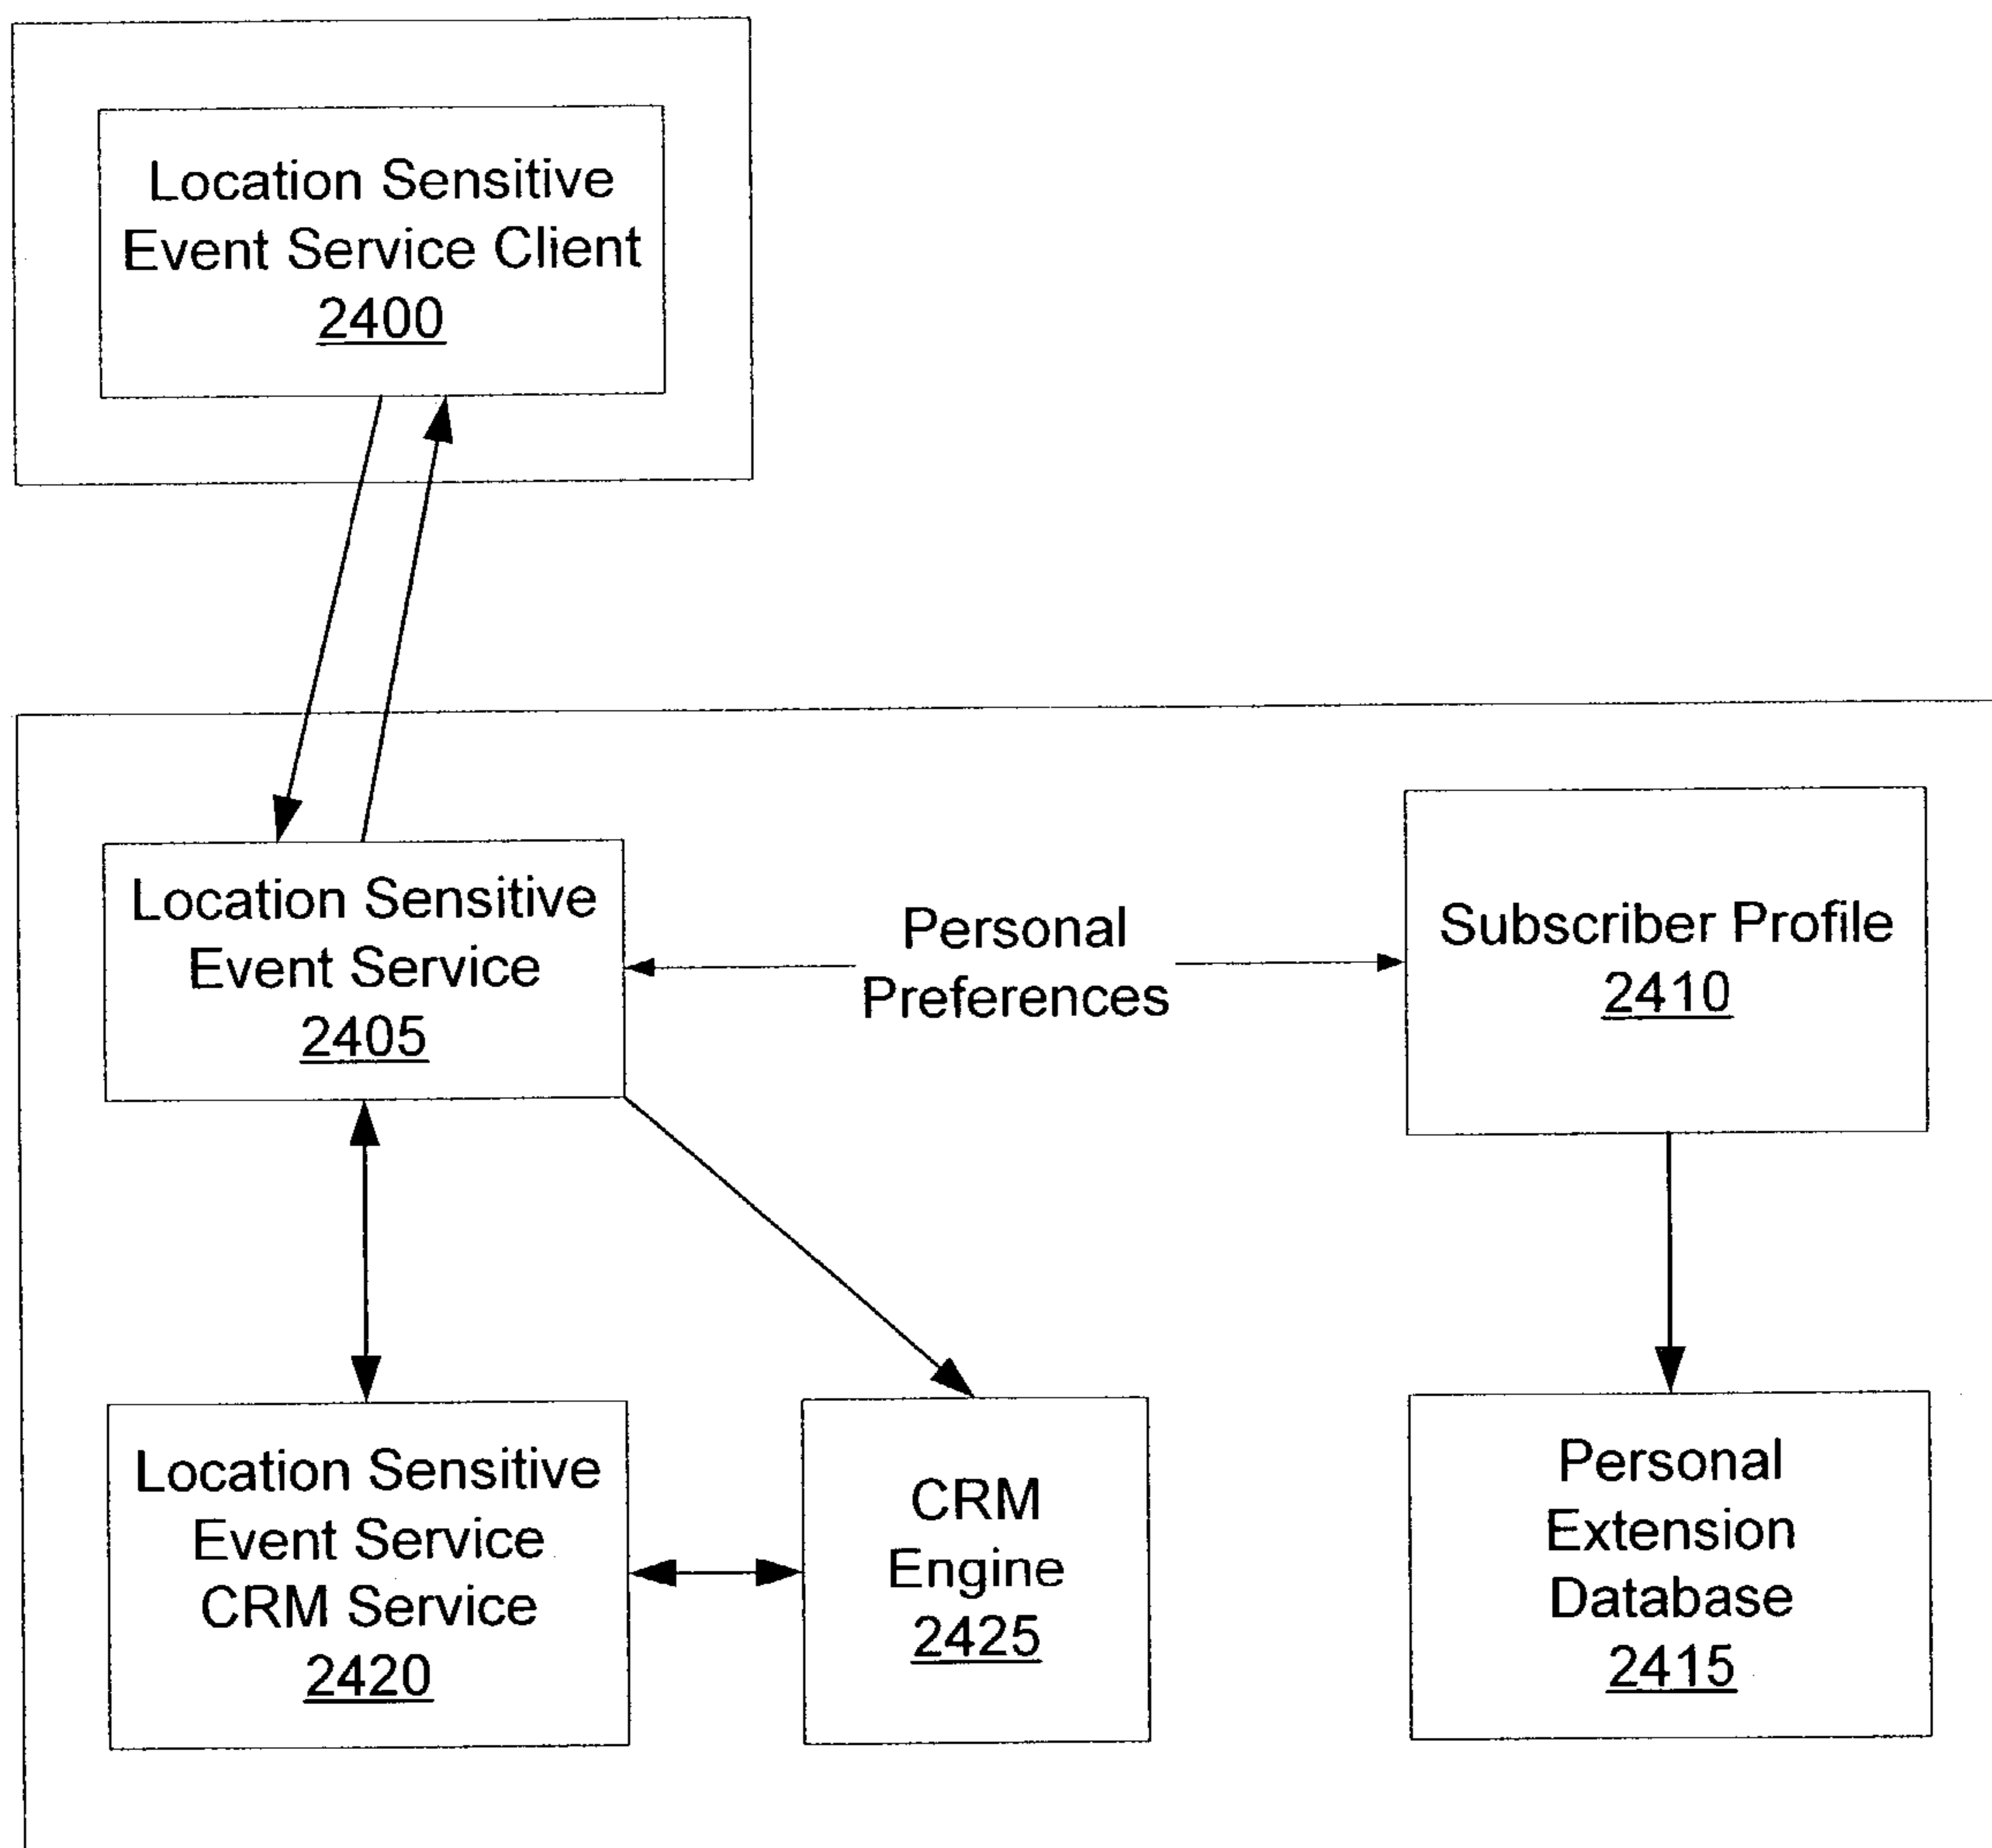 Location Sensitive
Event Service Client
2400
Location Sensitive
Event Service
2405
Personal
Preferences
Subscriber Profile
2410
Location Sensitive
Event Service
CRM Service
2420
CRM
Engine
2425
Personal
Extension
Database
2415